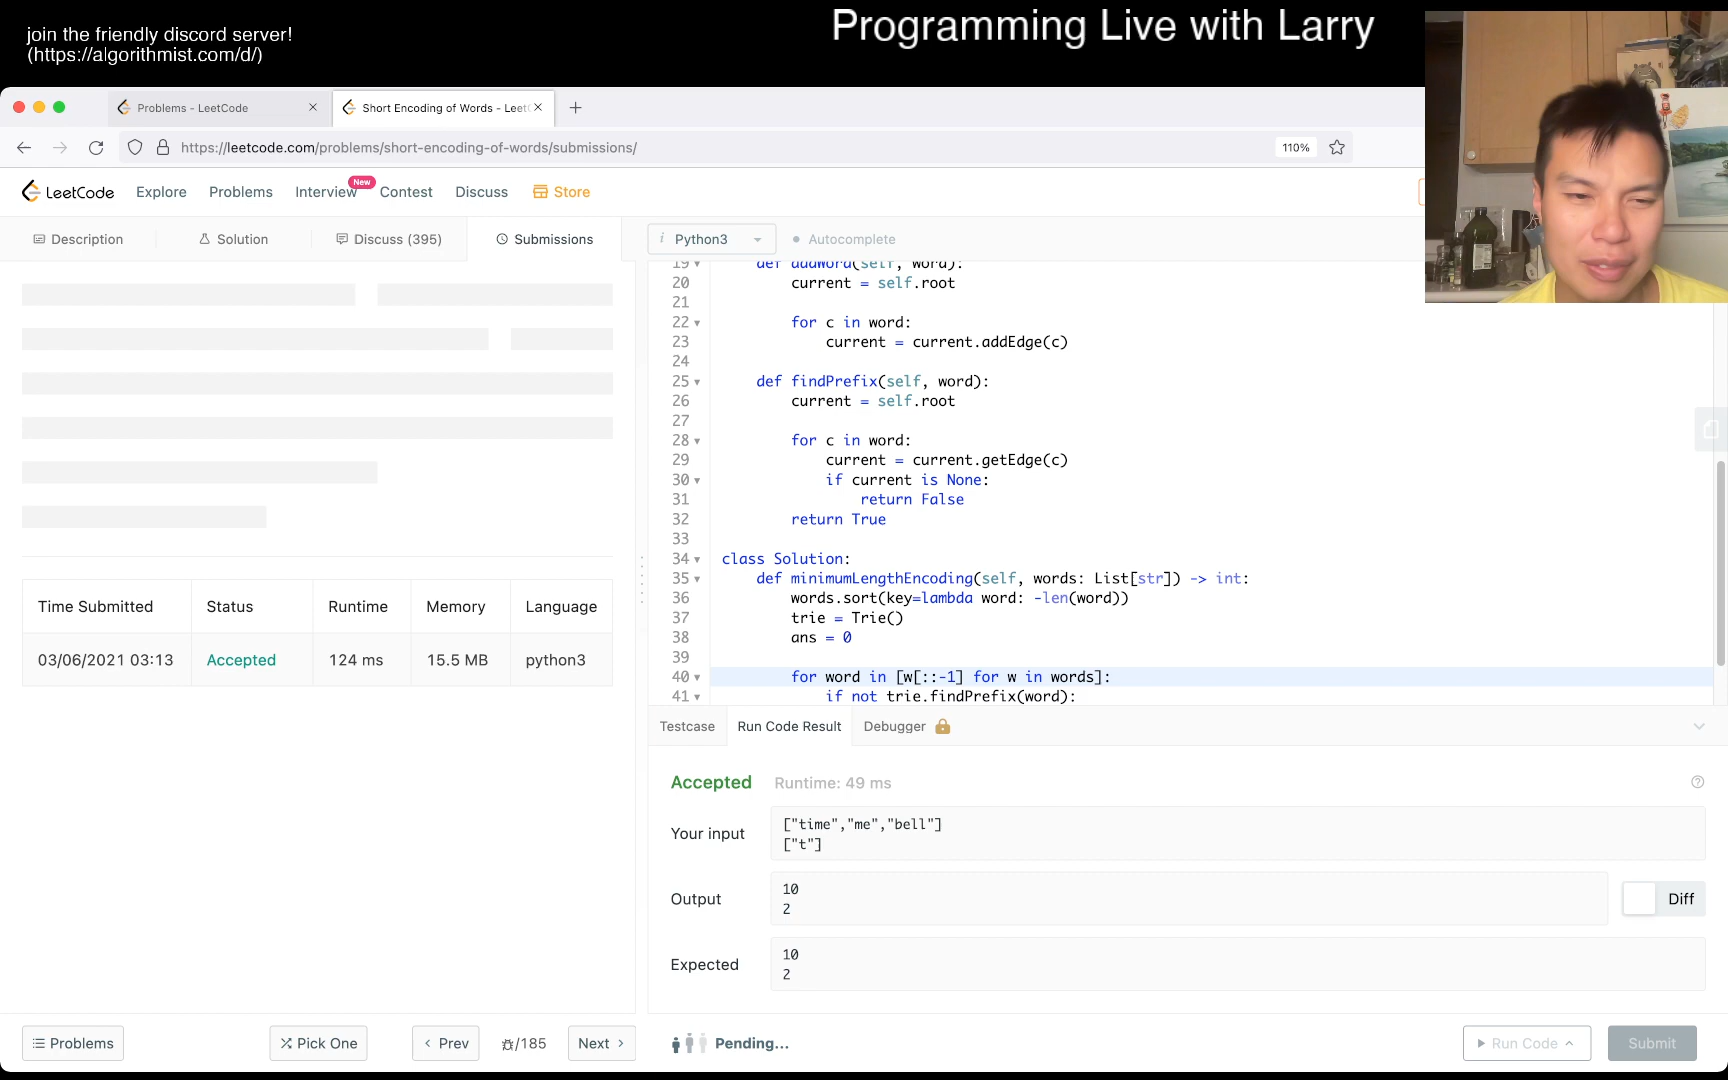 join the friendly discord server!
(https://algorithmist.com/d/)
Programming Live with Larry
Problems - LeetCode
Short Encoding of Words - Leet
https://leetcode.com/problems/short-encoding-of-words/submissions/
110%
LeetCode
Explore
Problems
Interview
New
Contest
Discuss
Store
Description
Solution
Discuss (395)
Submissions
i Python3
Autocomplete
19 def addWord(self, word):
20 current = self.root
21
22 for c in word:
23 current = current.addEdge(c)
24
25 def findPrefix(self, word):
26 current = self.root
27
28 for c in word:
29 current = current.getEdge(c)
30 if current is None:
31 return False
32 return True
33
34 class Solution:
35 def minimumLengthEncoding(self, words: List[str]) -> int:
36 words.sort(key=lambda word: -len(word))
37 trie = Trie()
38 ans = 0
39
40 for word in [w[::-1] for w in words]:
41 if not trie.findPrefix(word):
Time Submitted Status Runtime Memory Language
03/06/2021 03:13 Accepted 124 ms 15.5 MB python3
Testcase
Run Code Result
Debugger
Accepted
Runtime: 49 ms
Your input
["time","me","bell"]
["t"]
Output
10
2
Diff
Expected
10
2
Problems
Pick One
Prev
/185
Next
Pending...
Run Code
Submit